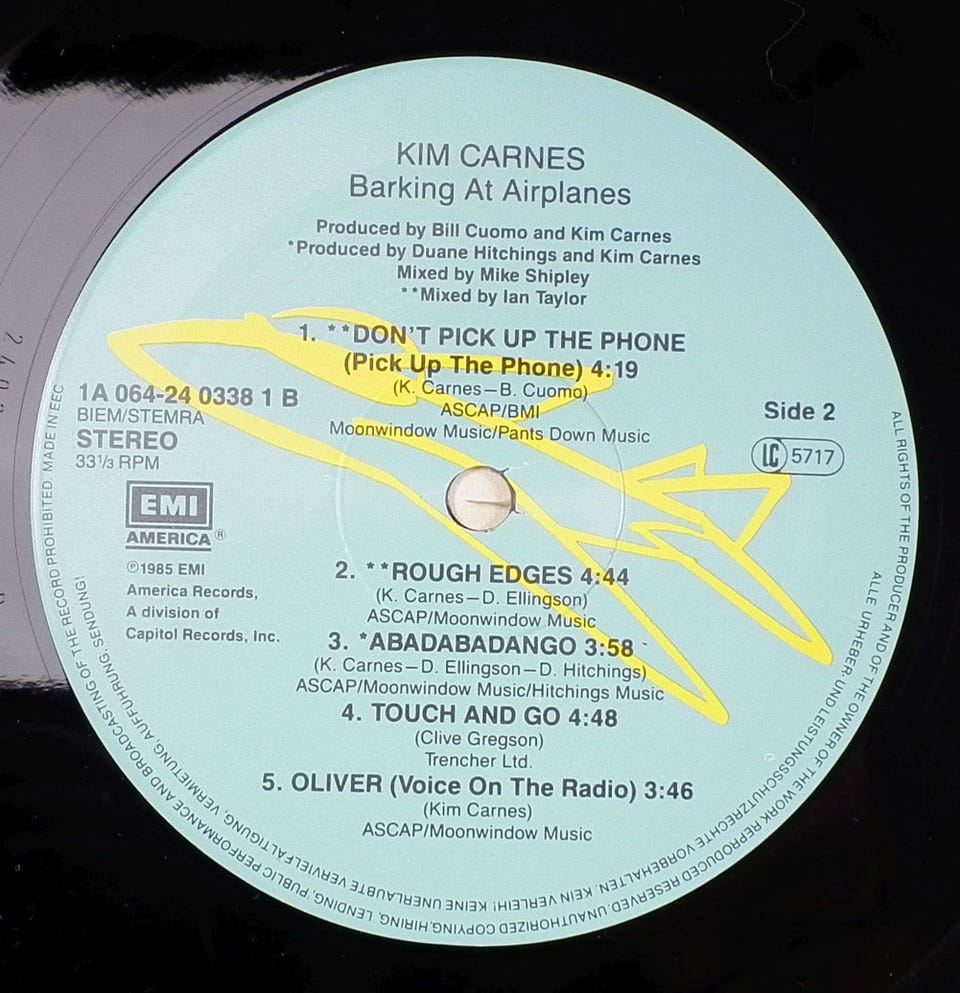 KIM CARNES
Barking At Airplanes
Produced by Bill Cuomo and Kim Carnes
*Produced by Duane Hitchings and Kim Carnes
Mixed by Mike Shipley
**Mixed by Ian Taylor
1. **DON'T PICK UP THE PHONE
(Pick Up The Phone) 4:19
(K. Carnes—B. Cuomo)
ASCAP/BMI
Moonwindow Music/Pants Down Music
1A 064-24 0338 1 B
BIEM/STEMRA
STEREO
33 1/3 RPM
EMI
AMERICA®
℗1985 EMI
America Records,
A division of
Capitol Records, Inc.
Side 2
LC 5717
2. **ROUGH EDGES 4:44
(K. Carnes—D. Ellingson)
ASCAP/Moonwindow Music
3. *ABADABADANGO 3:58
(K. Carnes—D. Ellingson—D. Hitchings)
ASCAP/Moonwindow Music/Hitchings Music
4. TOUCH AND GO 4:48
(Clive Gregson)
Trencher Ltd.
5. OLIVER (Voice On The Radio) 3:46
(Kim Carnes)
ASCAP/Moonwindow Music
ALL RIGHTS OF THE PRODUCER AND OF THE OWNER OF THE WORK REPRODUCED RESERVED. UNAUTHORIZED COPYING, HIRING, LENDING, PUBLIC PERFORMANCE AND BROADCASTING OF THE RECORD PROHIBITED. MADE IN EEC
ALLE URHEBER- UND LEISTUNGSSCHUTZRECHTE VORBEHALTEN. KEIN VERLEIH! KEINE UNERLAUBTE VERVIELFÄLTIGUNG, VERMIETUNG, AUFFÜHRUNG, SENDUNG!